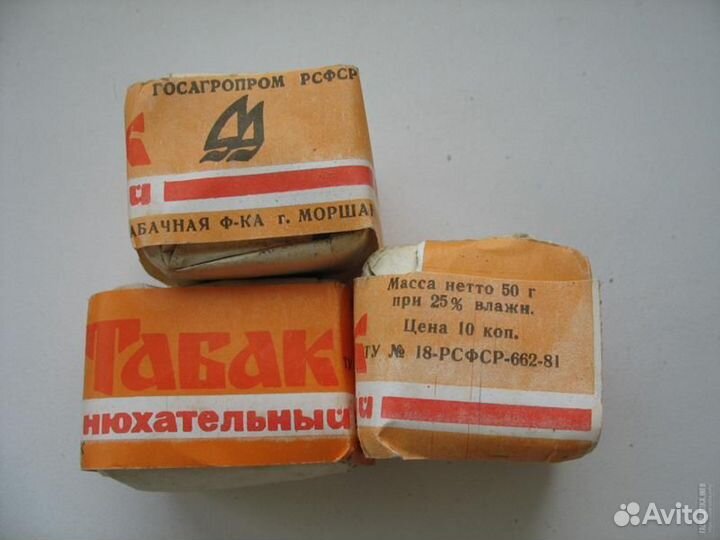 ГОСАГРОПРОМ РСФСР
К
й
АБАЧНАЯ Ф-КА г. МОРШАН
Табак
нюхательный
Масса нетто 50 г
при 25% влажн.
Цена 10 коп.
ТУ № 18-РСФСР-662-81
К
й
Avito